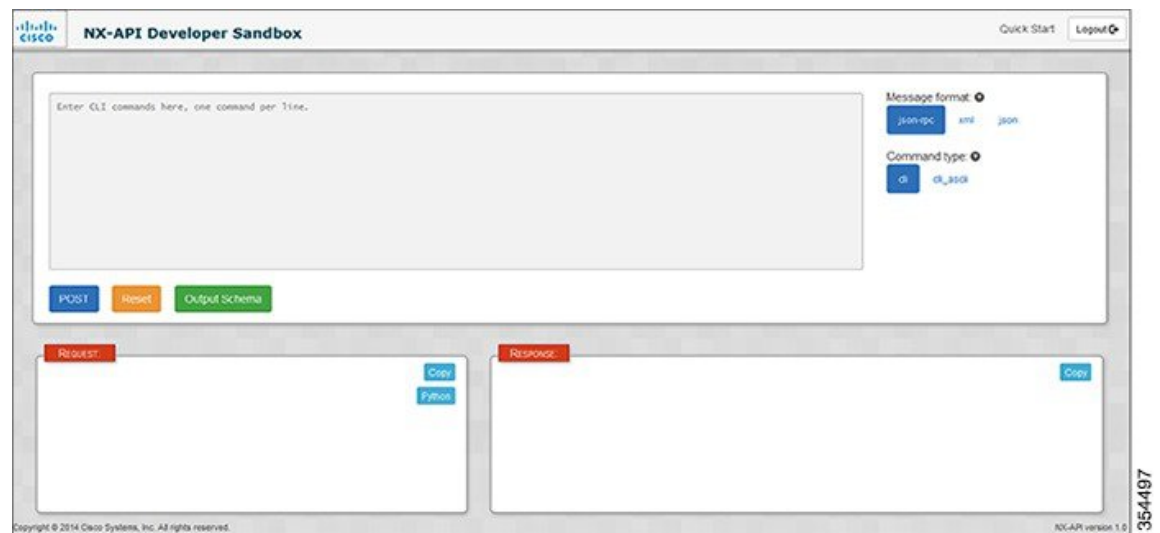 CISCO
NX-API Developer Sandbox
Quick Start
Logout
Enter CLI commands here, one command per line.
Message format:
json-rpc xml json
Command type:
cli cli_ascii
POST Reset Output Schema
REQUEST:
Copy
Python
RESPONSE:
Copy
Copyright © 2014 Cisco Systems, Inc. All rights reserved.
NX-API version 1.0
354497